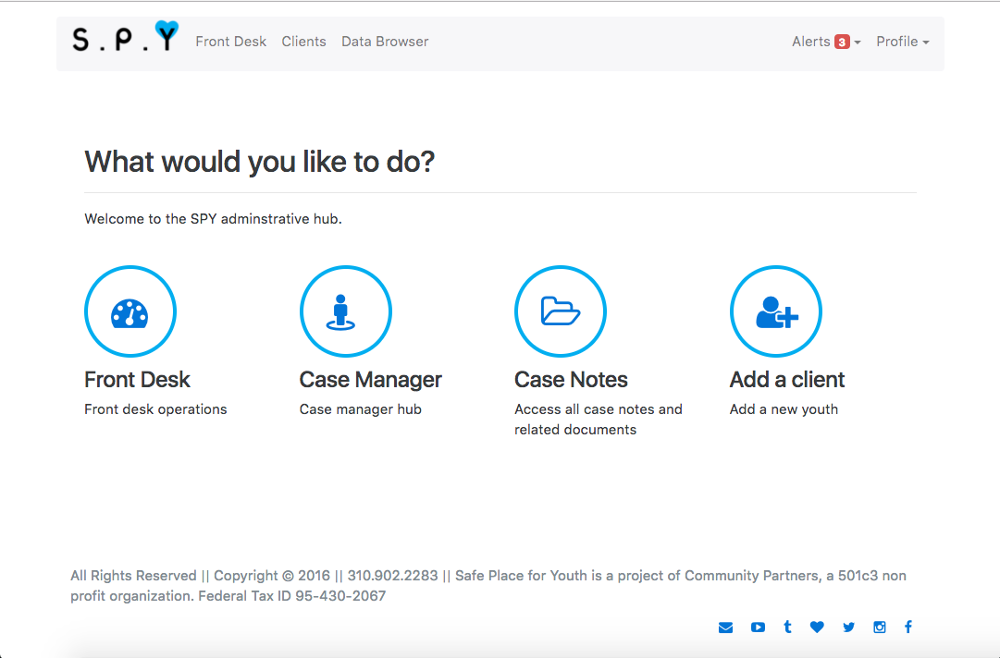 S . P . Y Front Desk Clients Data Browser Alerts 3 Profile
What would you like to do?
Welcome to the SPY adminstrative hub.
Front Desk Case Manager Case Notes Add a client
Front desk operations Case manager hub Access all case notes and Add a new youth
related documents
All Rights Reserved || Copyright © 2016 || 310.902.2283 || Safe Place for Youth is a project of Community Partners, a 501c3 non
profit organization. Federal Tax ID 95-430-2067